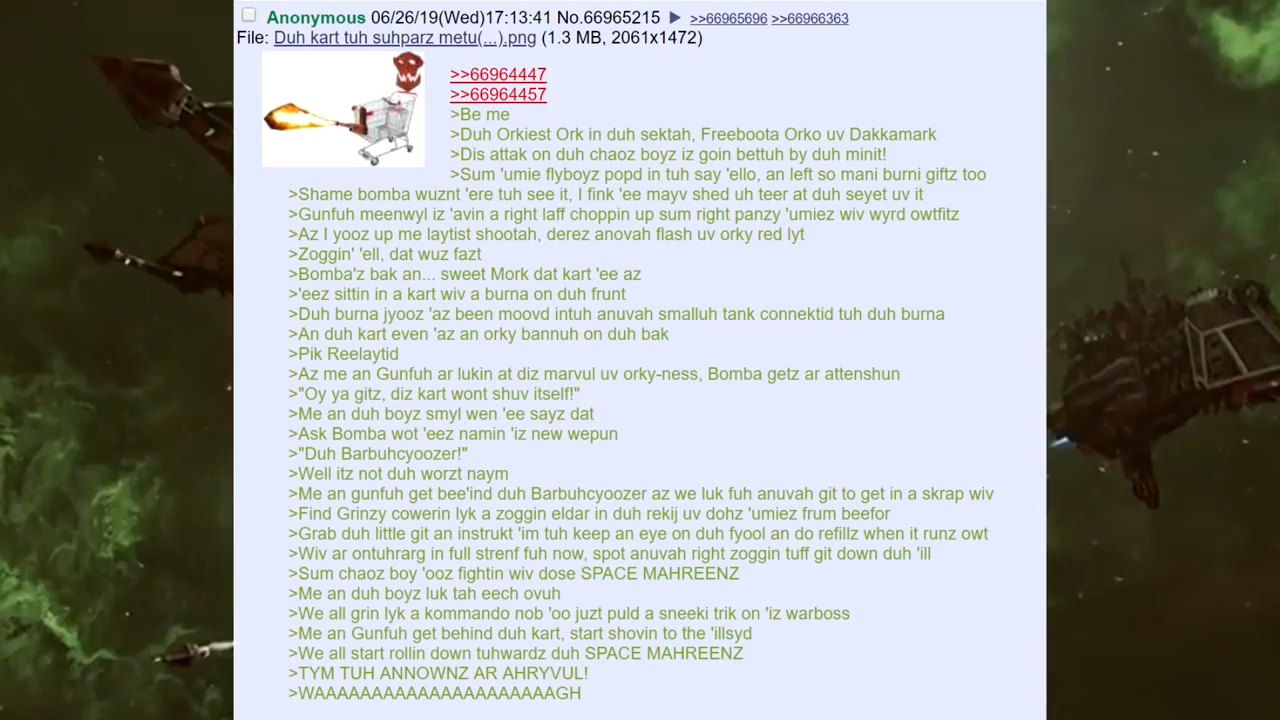 Anonymous 06/26/19(Wed)17:13:41 No.66965215 ▶ >>66965696 >>66966363
File: Duh kart tuh suhparz metu(...).png (1.3 MB, 2061x1472)
>>66964447
>>66964457
>Be me
>Duh Orkiest Ork in duh sektah, Freeboota Orko uv Dakkamark
>Dis attak on duh chaoz boyz iz goin bettuh by duh minit!
>Sum 'umie flyboyz popd in tuh say 'ello, an left so mani burni giftz too
>Shame bomba wuznt 'ere tuh see it, I fink 'ee mayv shed uh teer at duh seyet uv it
>Gunfuh meenwyl iz 'avin a right laff choppin up sum right panzy 'umiez wiv wyrd owtfitz
>Az I yooz up me laytist shootah, derez anovah flash uv orky red lyt
>Zoggin' 'ell, dat wuz fazt
>Bomba'z bak an... sweet Mork dat kart 'ee az
>'eez sittin in a kart wiv a burna on duh frunt
>Duh burna jyooz 'az been moovd intuh anuvah smalluh tank connektid tuh duh burna
>An duh kart even 'az an orky bannuh on duh bak
>Pik Reelaytid
>Az me an Gunfuh ar lukin at diz marvul uv orky-ness, Bomba getz ar attenshun
>"Oy ya gitz, diz kart wont shuv itself!"
>Me an duh boyz smyl wen 'ee sayz dat
>Ask Bomba wot 'eez namin 'iz new wepun
>"Duh Barbuhcyoozer!"
>Well itz not duh worzt naym
>Me an gunfuh get bee'ind duh Barbuhcyoozer az we luk fuh anuvah git to get in a skrap wiv
>Find Grinzy cowerin lyk a zoggin eldar in duh rekij uv dohz 'umiez frum beefor
>Grab duh little git an instrukt 'im tuh keep an eye on duh fyool an do refillz when it runz owt
>Wiv ar ontuhrarg in full strenf fuh now, spot anuvah right zoggin tuff git down duh 'ill
>Sum chaoz boy 'ooz fightin wiv dose SPACE MAHREENZ
>Me an duh boyz luk tah eech ovuh
>We all grin lyk a kommando nob 'oo juzt puld a sneeki trik on 'iz warboss
>Me an Gunfuh get behind duh kart, start shovin to the 'illsyd
>We all start rollin down tuhwardz duh SPACE MAHREENZ
>TYM TUH ANNOWNZ AR AHRYVUL!
>WAAAAAAAAAAAAAAAAAAAAAGH